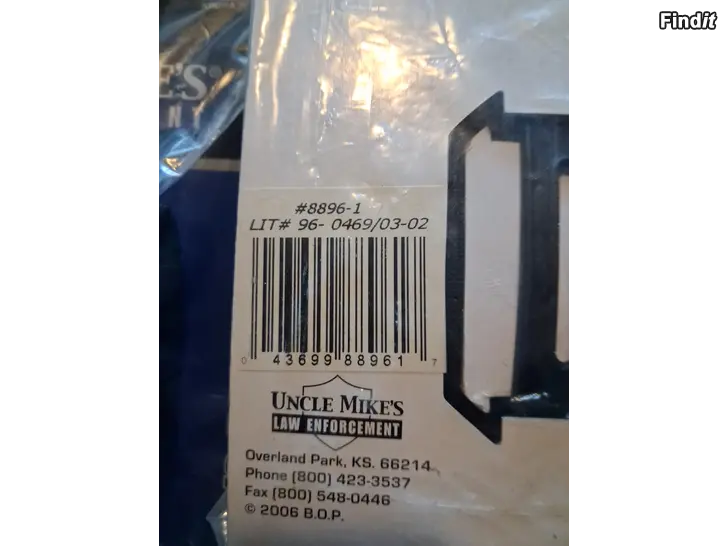 Findit
E'S®
NT
#8896-1
LIT# 96- 0469/03-02
0 43699 88961 7
UNCLE MIKE'S
LAW ENFORCEMENT
Overland Park, KS. 66214
Phone (800) 423-3537
Fax (800) 548-0446
© 2006 B.O.P.